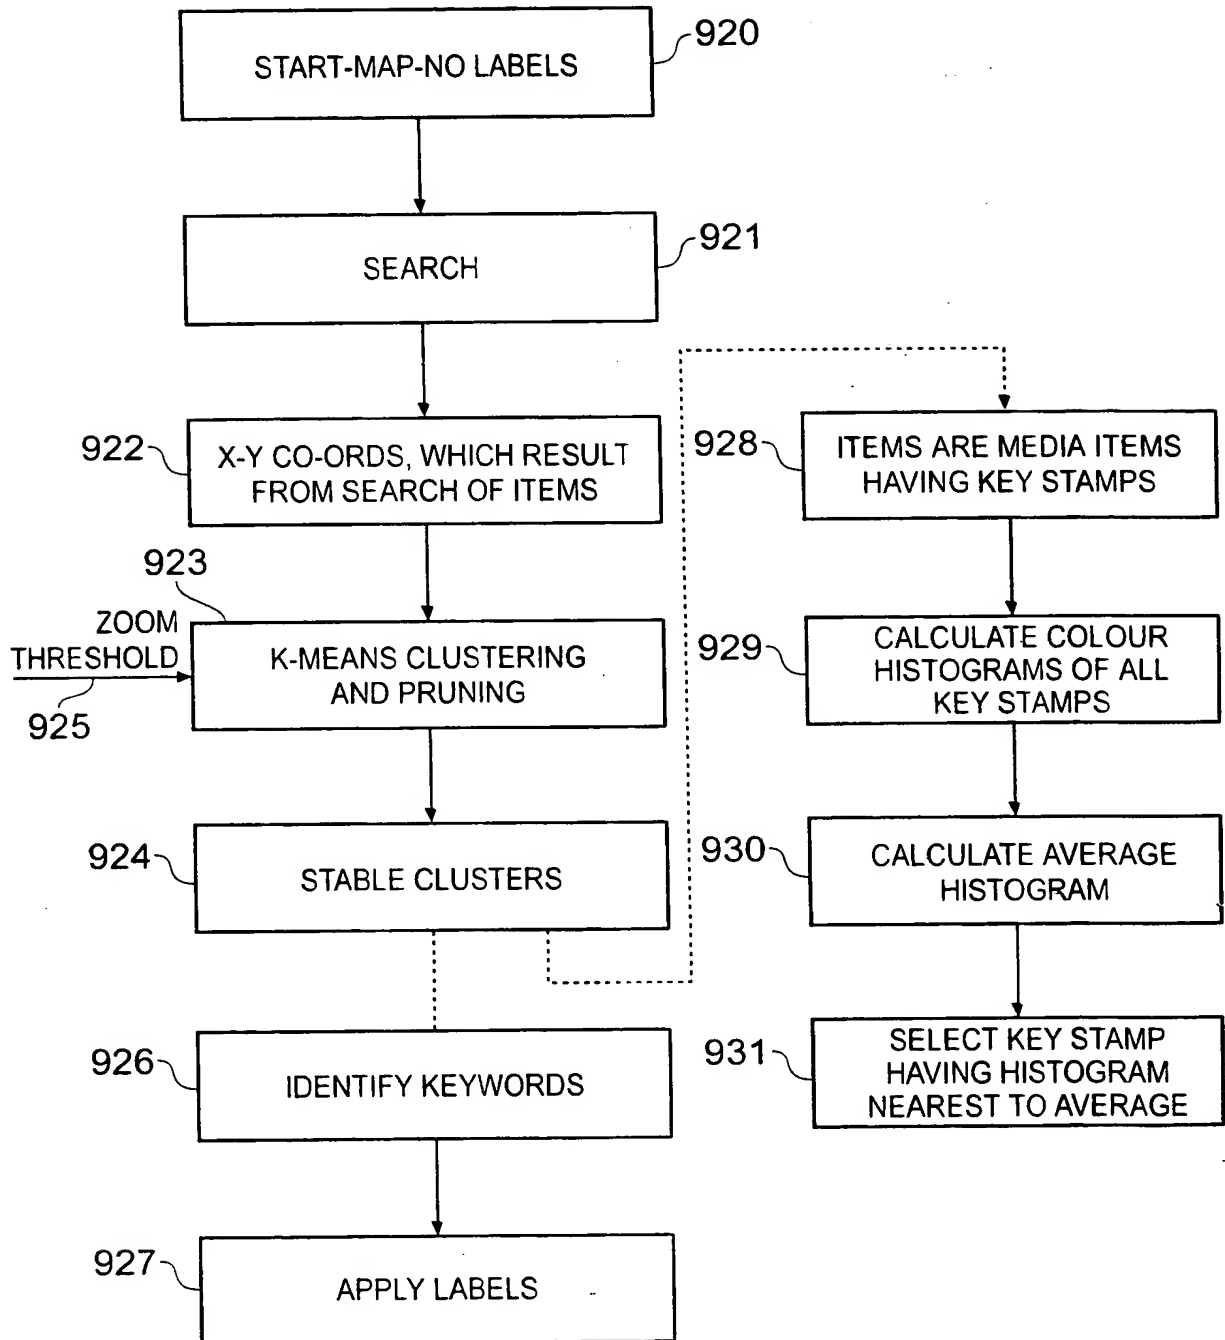 START-MAP-NO LABELS
920
SEARCH
921
922
X-Y CO-ORDS, WHICH RESULT
FROM SEARCH OF ITEMS
923
ZOOM
THRESHOLD
925
K-MEANS CLUSTERING
AND PRUNING
924
STABLE CLUSTERS
926
IDENTIFY KEYWORDS
927
APPLY LABELS
928
ITEMS ARE MEDIA ITEMS
HAVING KEY STAMPS
929
CALCULATE COLOUR
HISTOGRAMS OF ALL
KEY STAMPS
930
CALCULATE AVERAGE
HISTOGRAM
931
SELECT KEY STAMP
HAVING HISTOGRAM
NEAREST TO AVERAGE